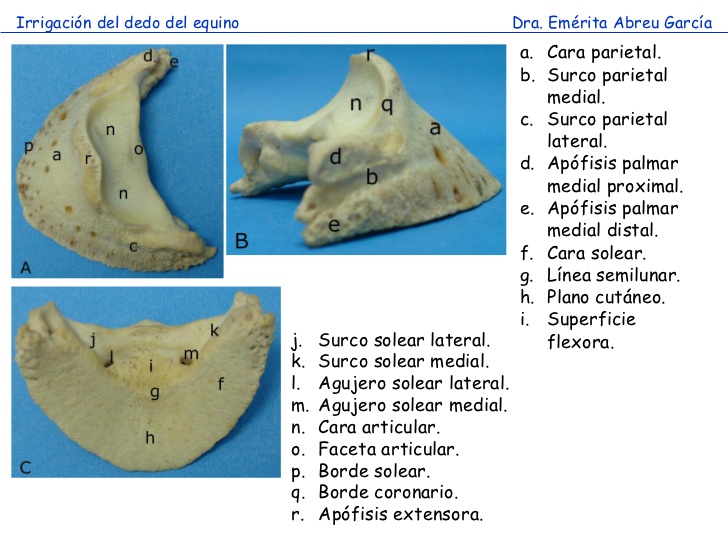 Irrigación del dedo del equino
Dra. Emérita Abreu García
d
e
n
p
a
r
o
n
c
A
r
n
q
a
d
b
e
B
a. Cara parietal.
b. Surco parietal
medial.
c. Surco parietal
lateral.
d. Apófisis palmar
medial proximal.
e. Apófisis palmar
medial distal.
f. Cara solear.
g. Línea semilunar.
h. Plano cutáneo.
i. Superficie
flexora.
j
k
l
i
m
g
f
h
C
j. Surco solear lateral.
k. Surco solear medial.
l. Agujero solear lateral.
m. Agujero solear medial.
n. Cara articular.
o. Faceta articular.
p. Borde solear.
q. Borde coronario.
r. Apófisis extensora.